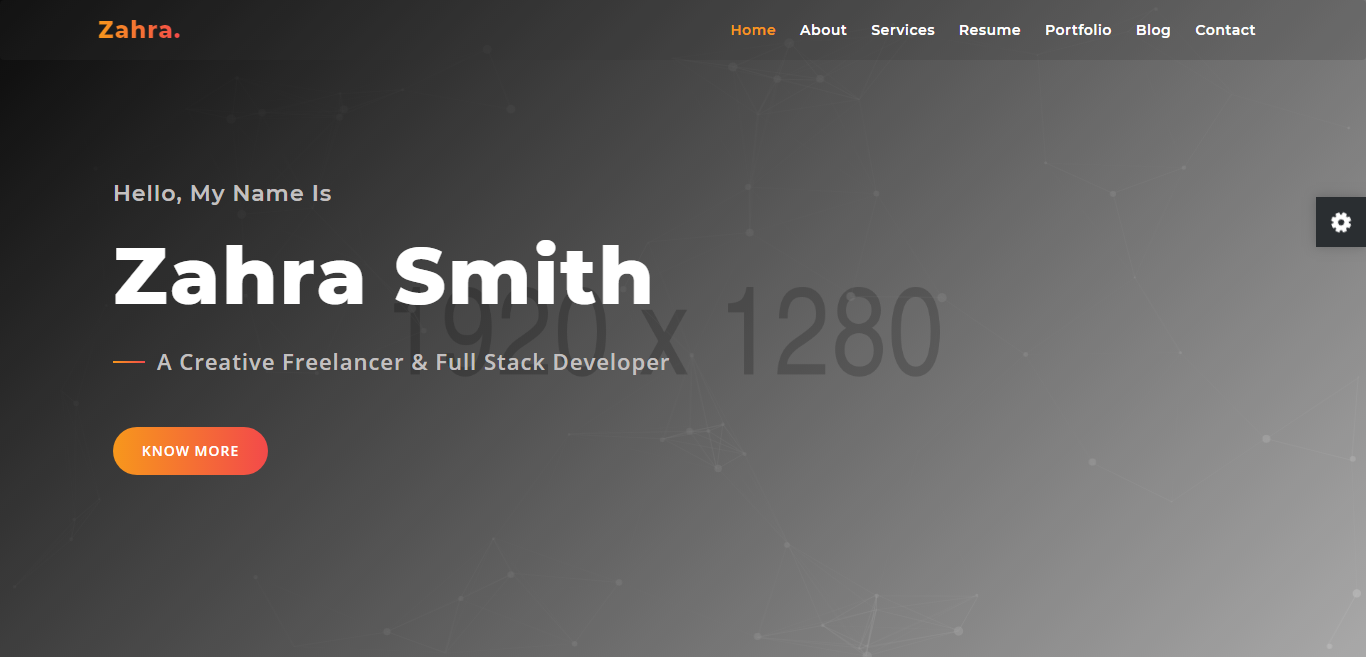 Zahra.
Home About Services Resume Portfolio Blog Contact
Hello, My Name Is
Zahra Smith
1920 x 1280
A Creative Freelancer & Full Stack Developer
KNOW MORE